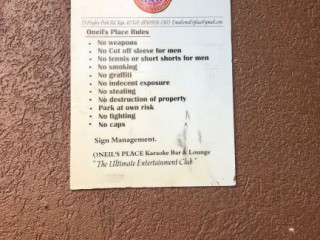 Oneil's Place Rules
• No weapons
• No Cut off sleeve for men
• No tennis or short shorts for men
• No smoking
• No graffiti
• No indecent exposure
• No stealing
• No destruction of property
• Park at own risk
• No fighting
• No caps
Sign Management.
ONEIL'S PLACE Karaoke Bar & Lounge
"The Ultimate Entertainment Club"